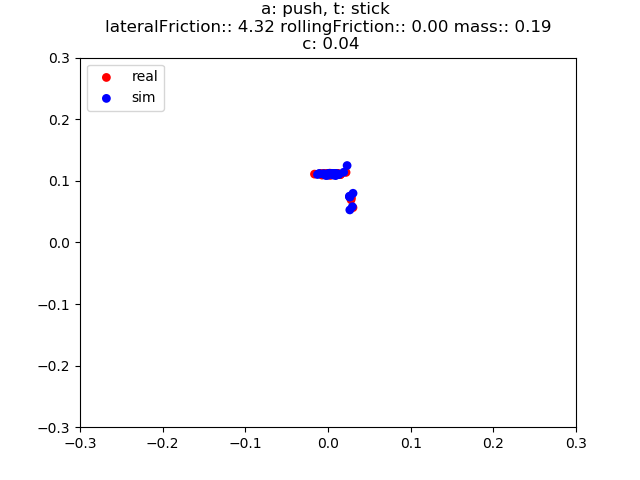 a: push, t: stick
lateralFriction:: 4.32 rollingFriction:: 0.00 mass:: 0.19
c: 0.04
real
sim
0.3
0.2
0.1
0.0
−0.1
−0.2
−0.3
−0.3
−0.2
−0.1
0.0
0.1
0.2
0.3